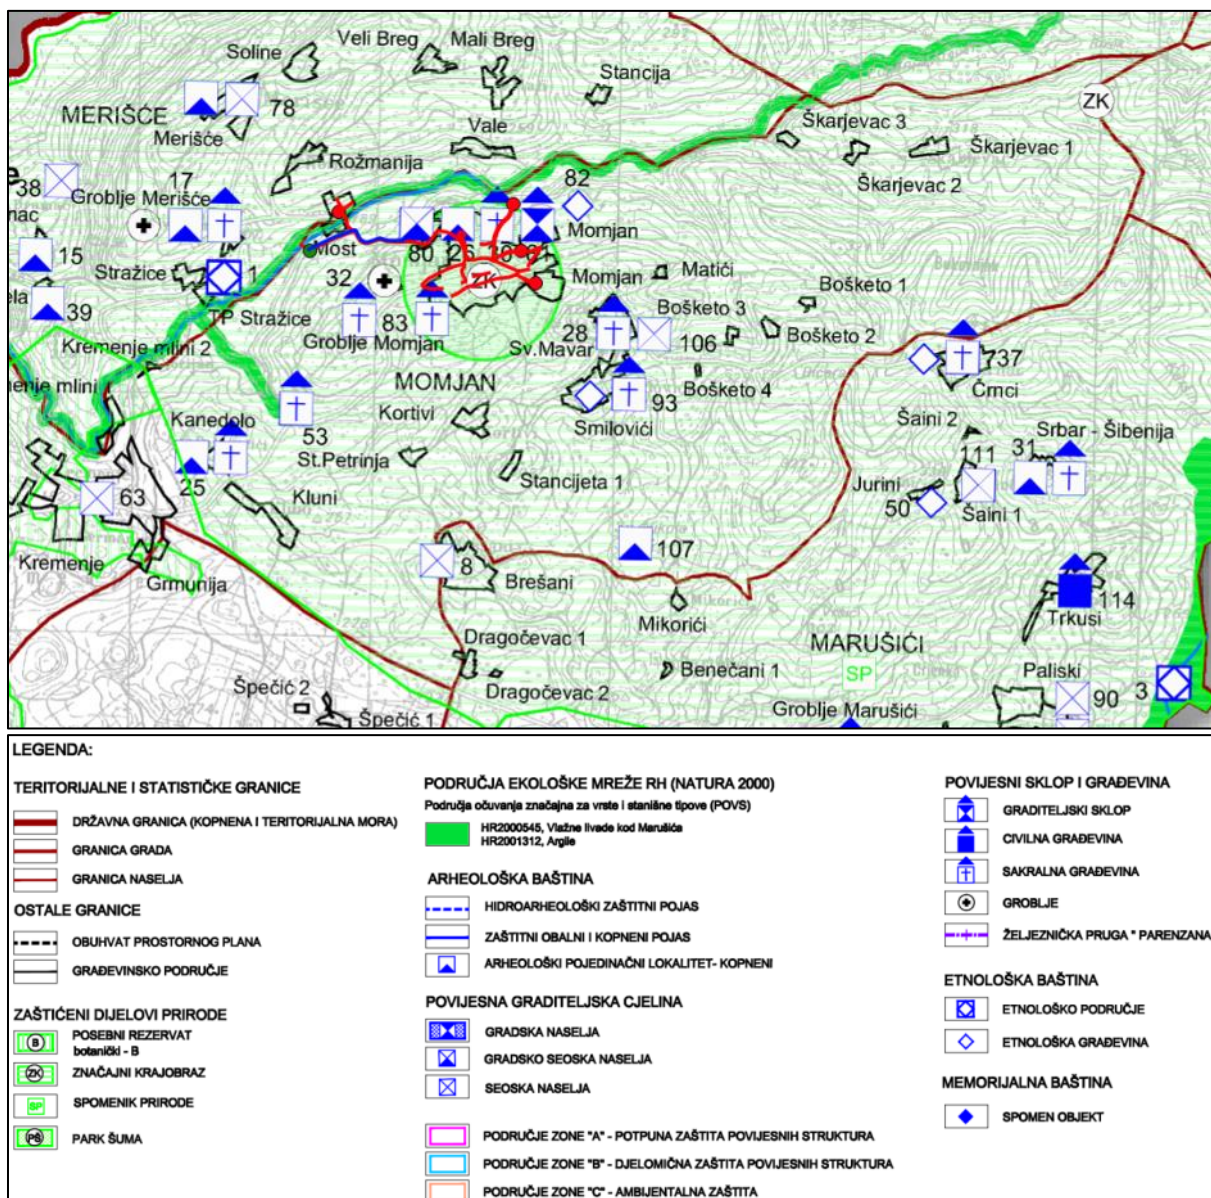 Soline
Veli Breg
Mali Breg
Stancija
ZK
MERIŠĆE
78
Merišće
Vale
Škarjevac 3
Škarjevac 1
Škarjevac 2
Rožmanija
17
38
Groblje Merišće
82
nac
15
Most
80
26
Momjan
Stražice
1
32
ZK
Momjan
Matići
ela
39
TP Stražice
83
Groblje Momjan
Bošketo 1
Bošketo 3
28
Sv.Mavar
106
Bošketo 2
Kremenje mlini 2
enje mlini
MOMJAN
37
Črnci
Bošketo 4
93
Smilovići
Kanedolo
53
Kortivi
Šaini 2
Srbar - Šibenija
111
31
25
St.Petrinja
Stancijeta 1
Jurini
50
Šaini 1
63
Kluni
107
Kremenje
Grmunija
8
Brešani
114
Trkusi
Mikorići
Dragočevac 1
MARUŠIĆI
SP
Benečani 1
Paliski
Dragočevac 2
90
3
Špečić 2
Špečić 1
Groblje Marušići
LEGENDA:
TERITORIJALNE I STATISTIČKE GRANICE
DRŽAVNA GRANICA (KOPNENA I TERITORIJALNA MORA)
GRANICA GRADA
GRANICA NASELJA
OSTALE GRANICE
OBUHVAT PROSTORNOG PLANA
GRAĐEVINSKO PODRUČJE
ZAŠTIĆENI DIJELOVI PRIRODE
B
POSEBNI REZERVAT
botanički - B
ZK
ZNAČAJNI KRAJOBRAZ
SP
SPOMENIK PRIRODE
PŠ
PARK ŠUMA
PODRUČJA EKOLOŠKE MREŽE RH (NATURA 2000)
Područja očuvanja značajna za vrste i stanišne tipove (POVS)
HR2000545, Vlažne livade kod Marušića
HR2001312, Argile
ARHEOLOŠKA BAŠTINA
HIDROARHEOLOŠKI ZAŠTITNI POJAS
ZAŠTITNI OBALNI I KOPNENI POJAS
ARHEOLOŠKI POJEDINAČNI LOKALITET- KOPNENI
POVIJESNA GRADITELJSKA CJELINA
GRADSKA NASELJA
GRADSKO SEOSKA NASELJA
SEOSKA NASELJA
PODRUČJE ZONE "A" - POTPUNA ZAŠTITA POVIJESNIH STRUKTURA
PODRUČJE ZONE "B" - DJELOMIČNA ZAŠTITA POVIJESNIH STRUKTURA
PODRUČJE ZONE "C" - AMBIJENTALNA ZAŠTITA
POVIJESNI SKLOP I GRAĐEVINA
GRADITELJSKI SKLOP
CIVILNA GRAĐEVINA
SAKRALNA GRAĐEVINA
GROBLJE
ŽELJEZNIČKA PRUGA " PARENZANA
ETNOLOŠKA BAŠTINA
ETNOLOŠKO PODRUČJE
ETNOLOŠKA GRAĐEVINA
MEMORIJALNA BAŠTINA
SPOMEN OBJEKT